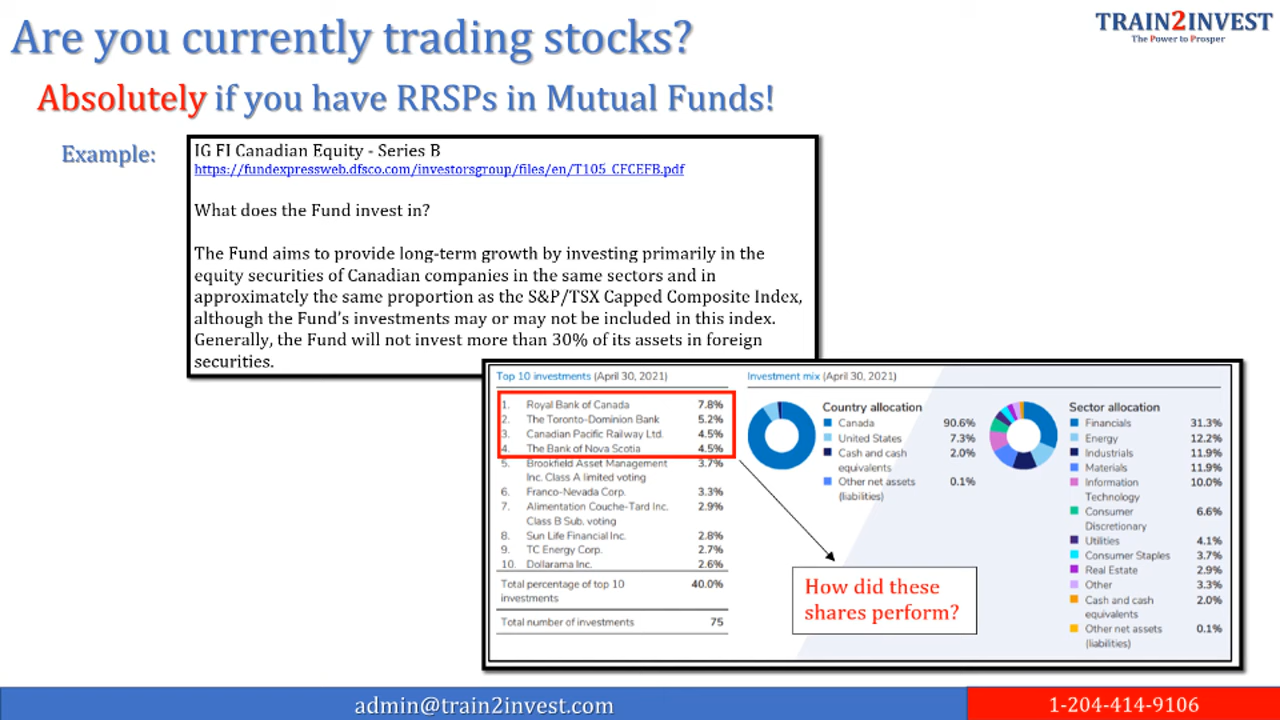 Are you currently trading stocks?
TRAIN2INVEST
The Power to Prosper
Absolutely if you have RRSPs in Mutual Funds!
Example:
IG FI Canadian Equity - Series B
https://fundexpressweb.dfsco.com/investorsgroup/files/en/T105_CFCEFB.pdf
What does the Fund invest in?
The Fund aims to provide long-term growth by investing primarily in the
equity securities of Canadian companies in the same sectors and in
approximately the same proportion as the S&P/TSX Capped Composite Index,
although the Fund's investments may or may not be included in this index.
Generally, the Fund will not invest more than 30% of its assets in foreign
securities.
Top 10 investments (April 30, 2021)
1. Royal Bank of Canada 7.8%
2. The Toronto-Dominion Bank 5.2%
3. Canadian Pacific Railway Ltd. 4.5%
4. The Bank of Nova Scotia 4.5%
5. Brookfield Asset Management 3.7%
Inc. Class A limited voting
6. Franco-Nevada Corp. 3.3%
7. Alimentation Couche-Tard Inc. 2.9%
Class B Sub. voting
8. Sun Life Financial Inc. 2.8%
9. TC Energy Corp. 2.7%
10. Dollarama Inc. 2.6%
Total percentage of top 10 40.0%
investments
Total number of investments 75
Investment mix (April 30, 2021)
Country allocation
Canada 90.6%
United States 7.3%
Cash and cash 2.0%
equivalents
Other net assets 0.1%
(liabilities)
Sector allocation
Financials 31.3%
Energy 12.2%
Industrials 11.9%
Materials 11.9%
Information 10.0%
Technology
Consumer 6.6%
Discretionary
Utilities 4.1%
Consumer Staples 3.7%
Real Estate 2.9%
Other 3.3%
Cash and cash 2.0%
equivalents
Other net assets 0.1%
(liabilities)
How did these
shares perform?
admin@train2invest.com
1-204-414-9106